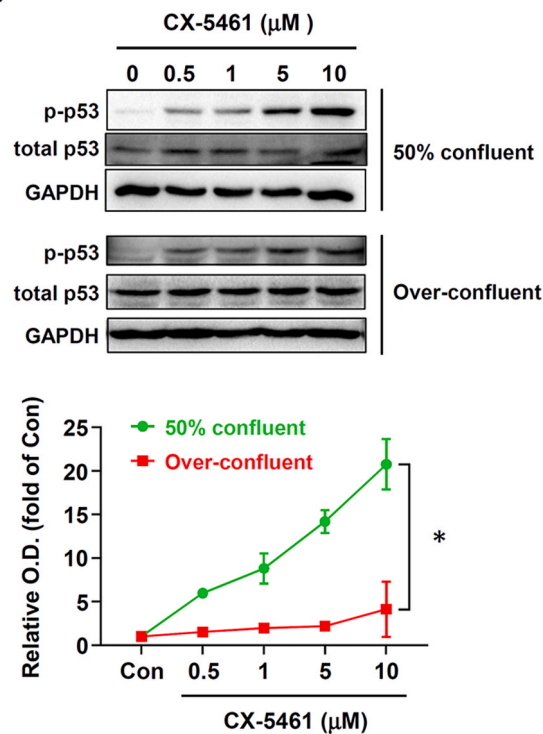 CX-5461 (μM )
0 0.5 1 5 10
p-p53
total p53
GAPDH
50% confluent
p-p53
total p53
GAPDH
Over-confluent
Relative O.D. (fold of Con)
25
20
15
10
5
0
50% confluent
Over-confluent
*
Con 0.5 1 5 10
CX-5461 (μM)